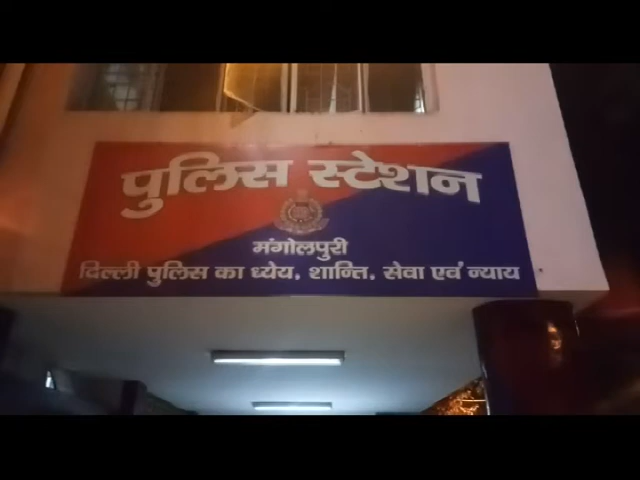 पुलिस स्टेशन
मंगोलपुरी
दिल्ली पुलिस का ध्येय, शान्ति, सेवा एवं न्याय